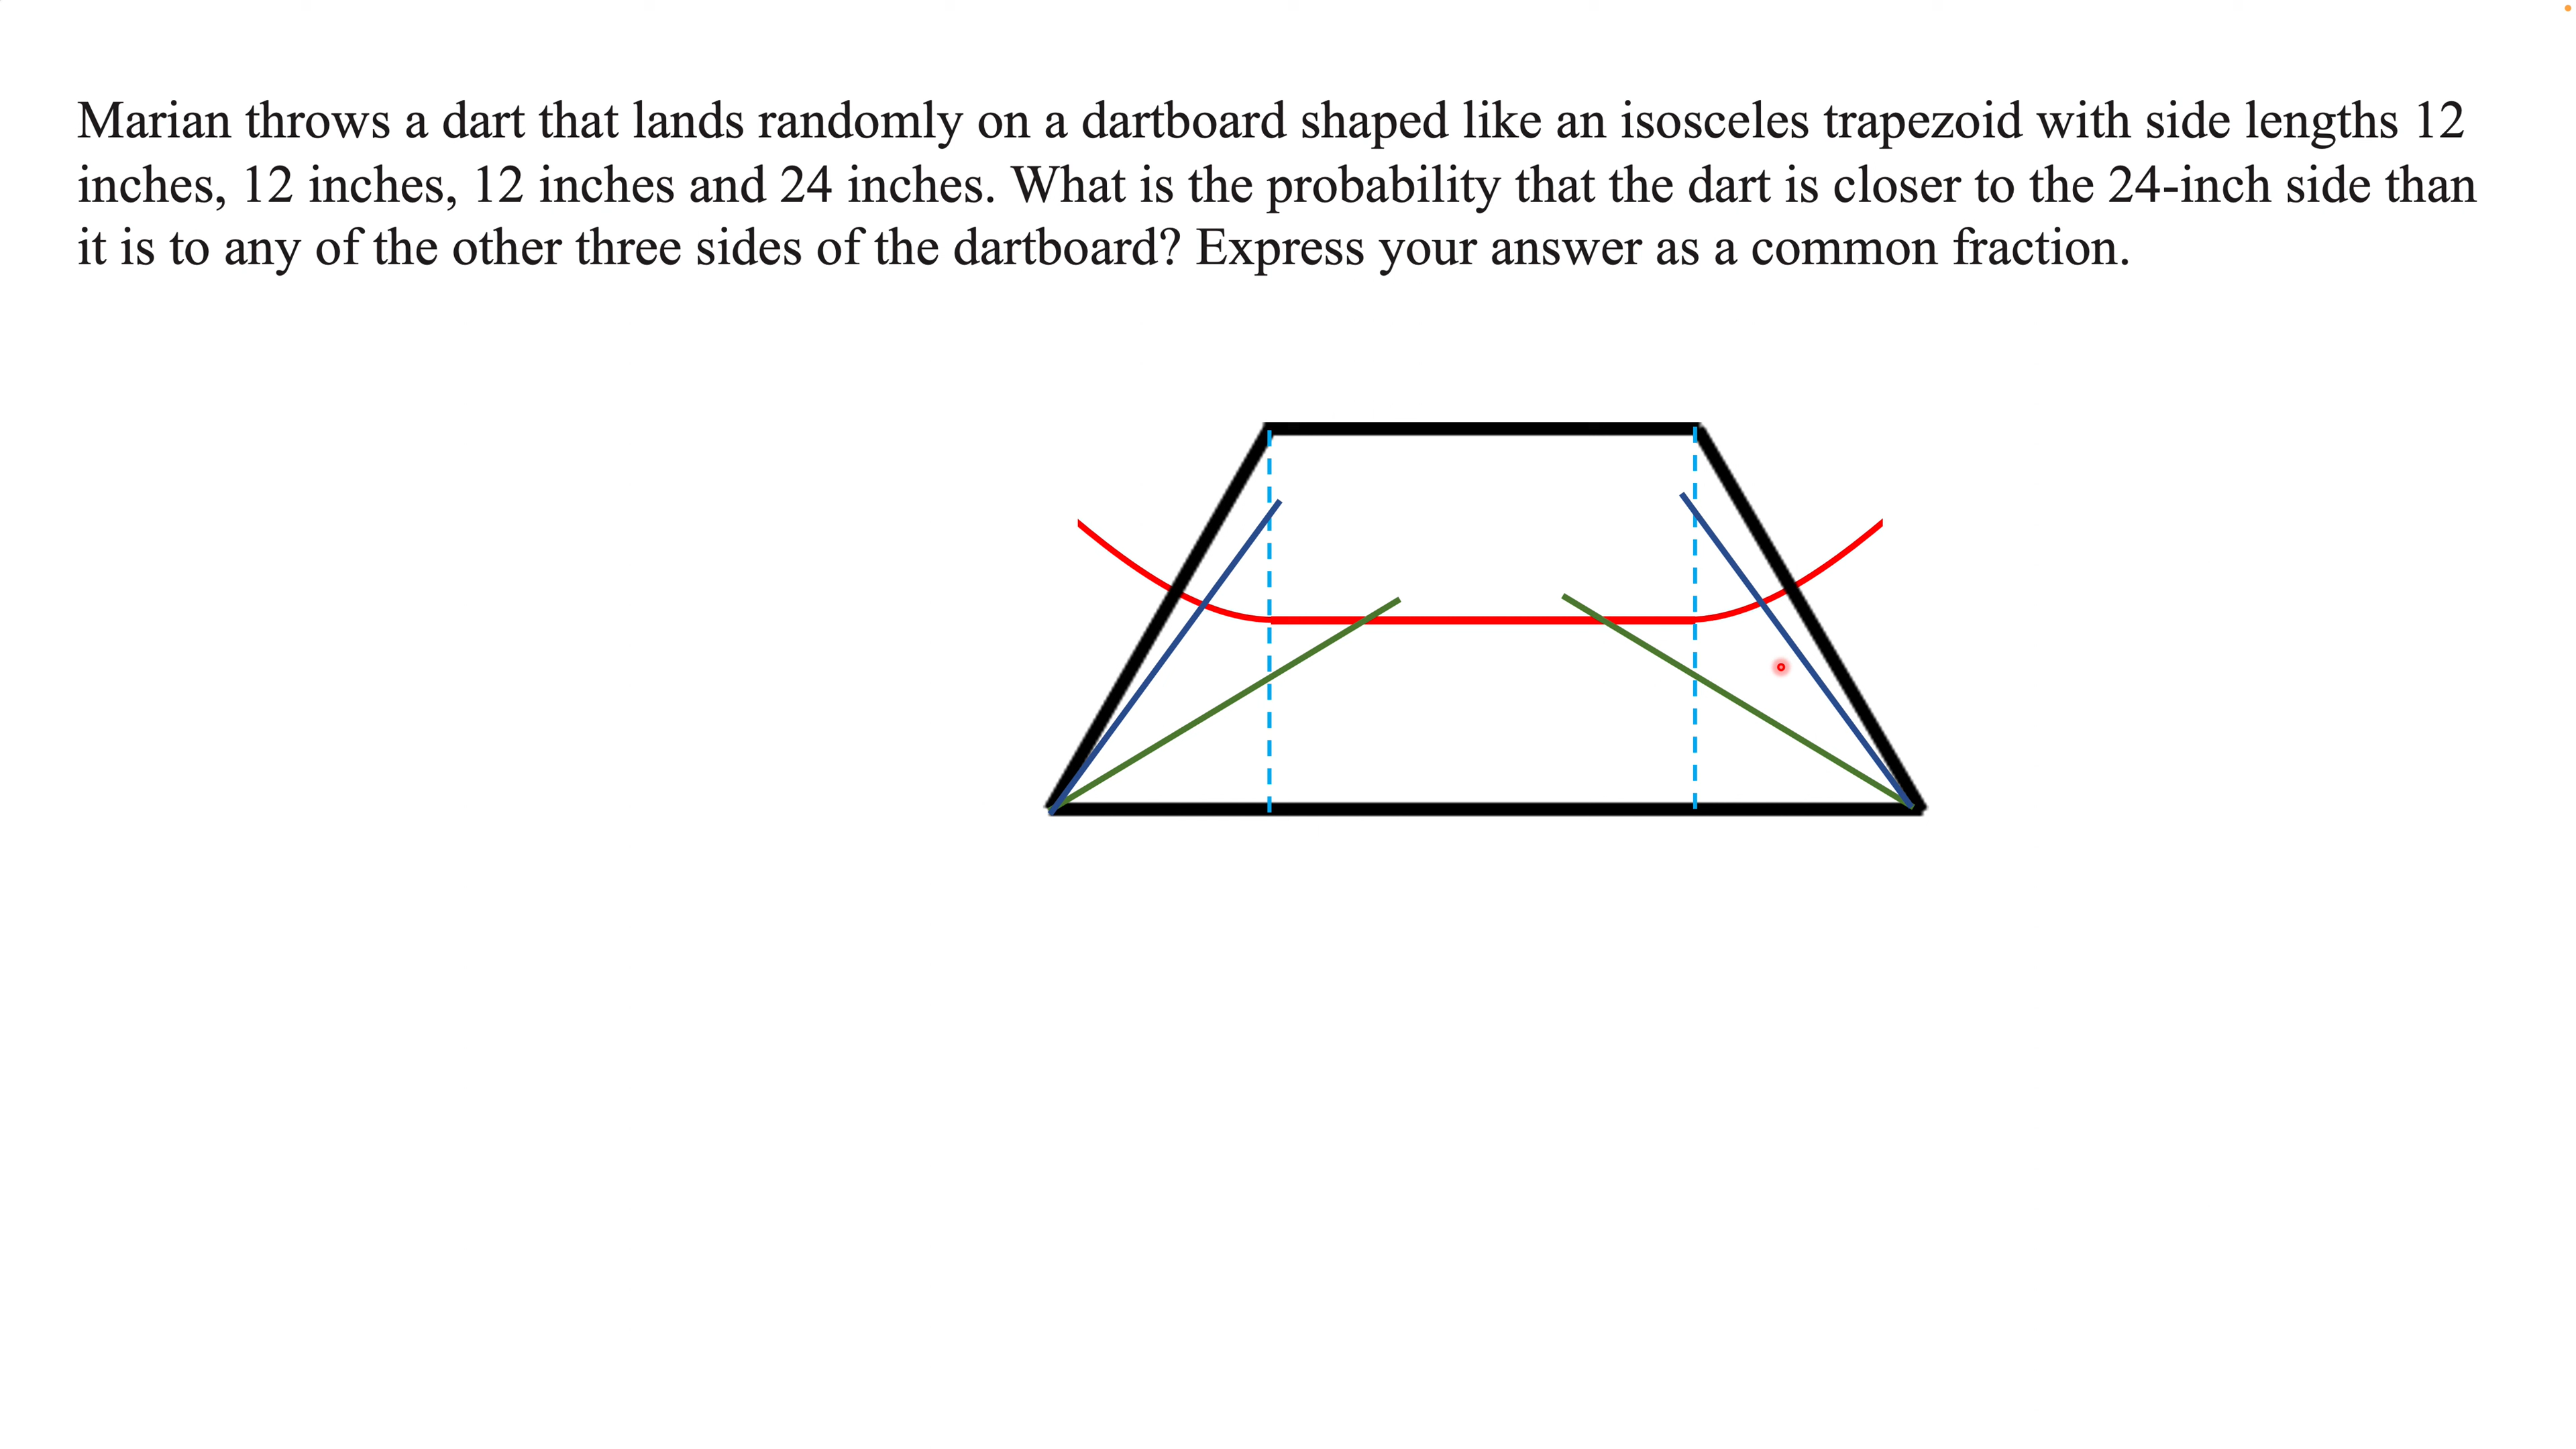 Marian throws a dart that lands randomly on a dartboard shaped like an isosceles trapezoid with side lengths 12
inches, 12 inches, 12 inches and 24 inches. What is the probability that the dart is closer to the 24-inch side than
it is to any of the other three sides of the dartboard? Express your answer as a common fraction.